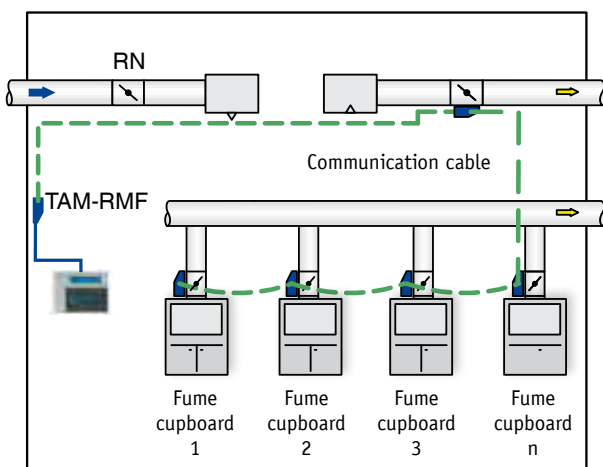 RN
Communication cable
TAM-RMF
Fume
cupboard
1
Fume
cupboard
2
Fume
cupboard
3
Fume
cupboard
n